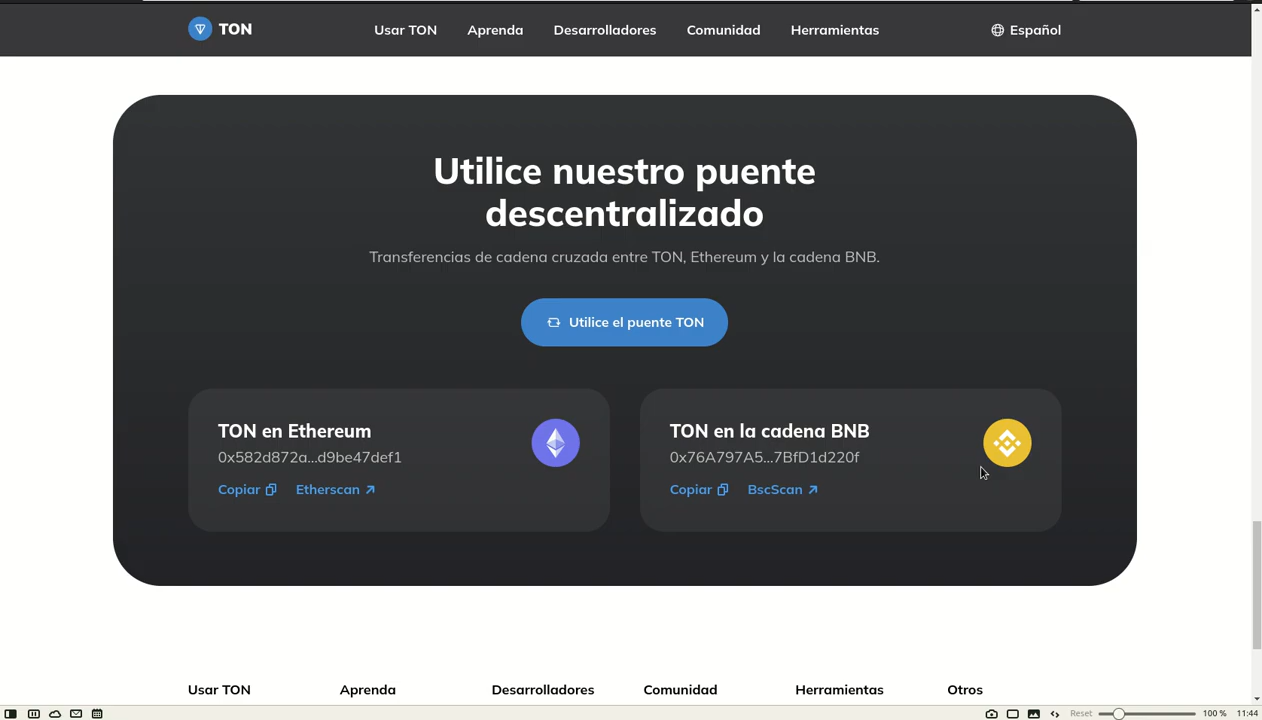 TON
Usar TON
Aprenda
Desarrolladores
Comunidad
Herramientas
Español
Utilice nuestro puente
descentralizado
Transferencias de cadena cruzada entre TON, Ethereum y la cadena BNB.
Utilice el puente TON
TON en Ethereum
0x582d872a...d9be47def1
Copiar
Etherscan
TON en la cadena BNB
0x76A797A5...7BfD1d220f
Copiar
BscScan
Usar TON
Aprenda
Desarrolladores
Comunidad
Herramientas
Otros
Reset
100 %
11:44